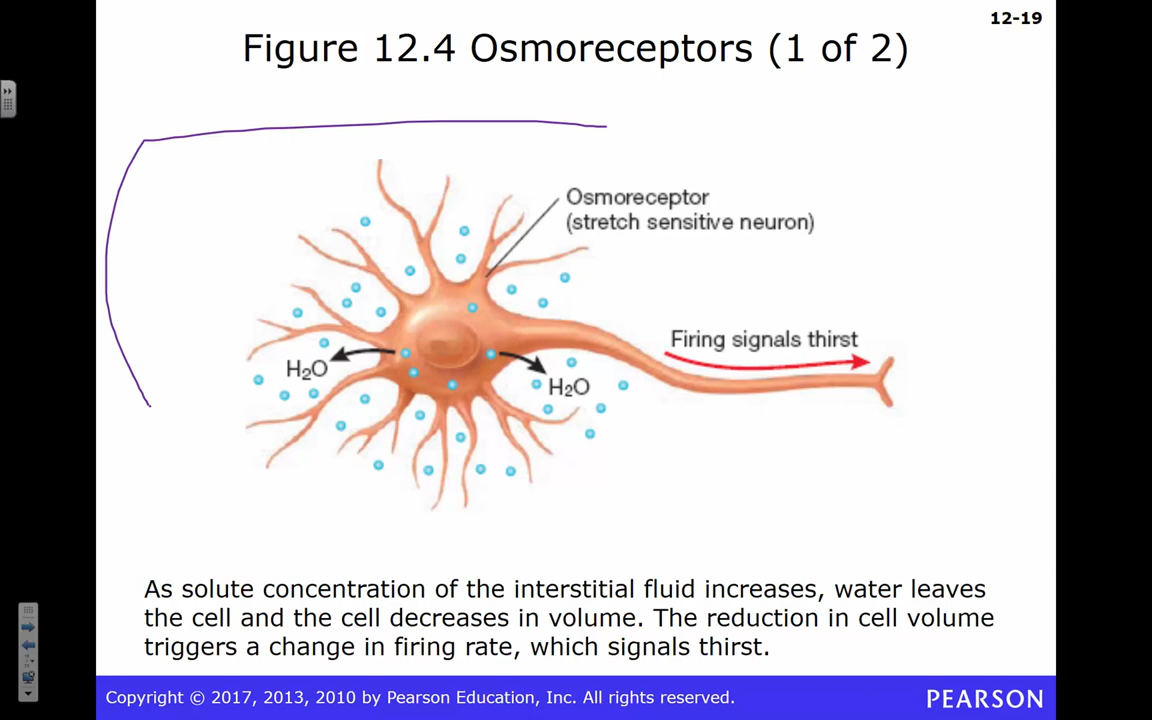 12-19
Figure 12.4 Osmoreceptors (1 of 2)
Osmoreceptor
(stretch sensitive neuron)
Firing signals thirst
H₂O
H₂O
As solute concentration of the interstitial fluid increases, water leaves
the cell and the cell decreases in volume. The reduction in cell volume
triggers a change in firing rate, which signals thirst.
Copyright © 2017, 2013, 2010 by Pearson Education, Inc. All rights reserved.
PEARSON